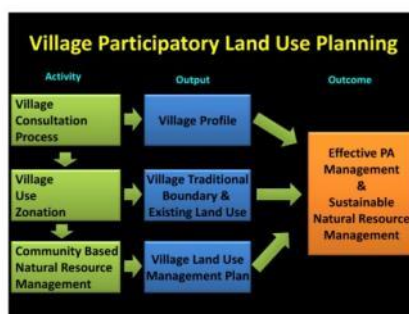 Village Participatory Land Use Planning
Activity
Output
Outcome
Village
Consultation
Process
Village Profile
Village
Use
Zonation
Village Traditional
Boundary &
Existing Land Use
Community Based
Natural Resource
Management
Village Land Use
Management Plan
Effective PA
Management
&
Sustainable
Natural Resource
Management